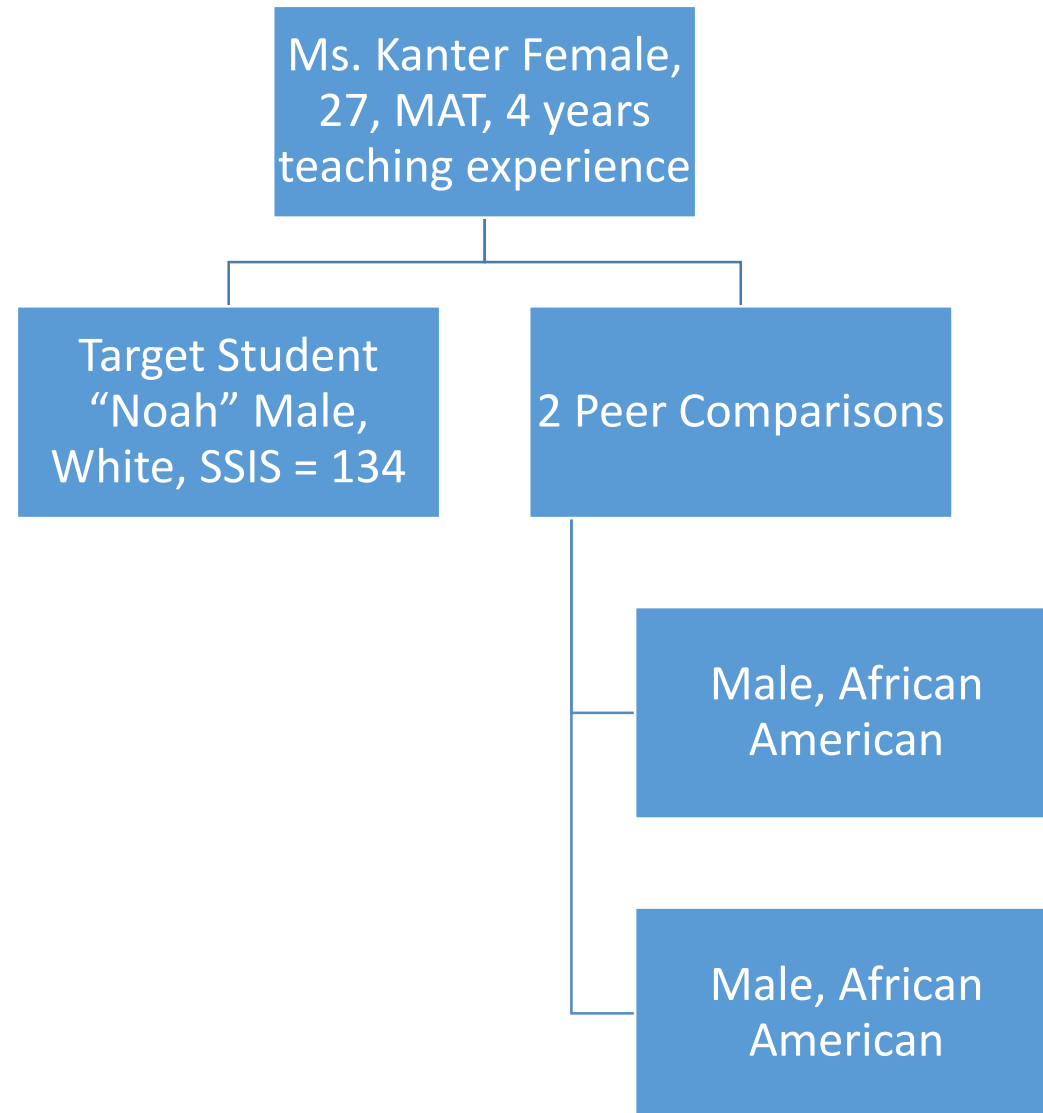 Ms. Kanter Female,
27, MAT, 4 years
teaching experience
Target Student
“Noah” Male,
White, SSIS = 134
2 Peer Comparisons
Male, African
American
Male, African
American